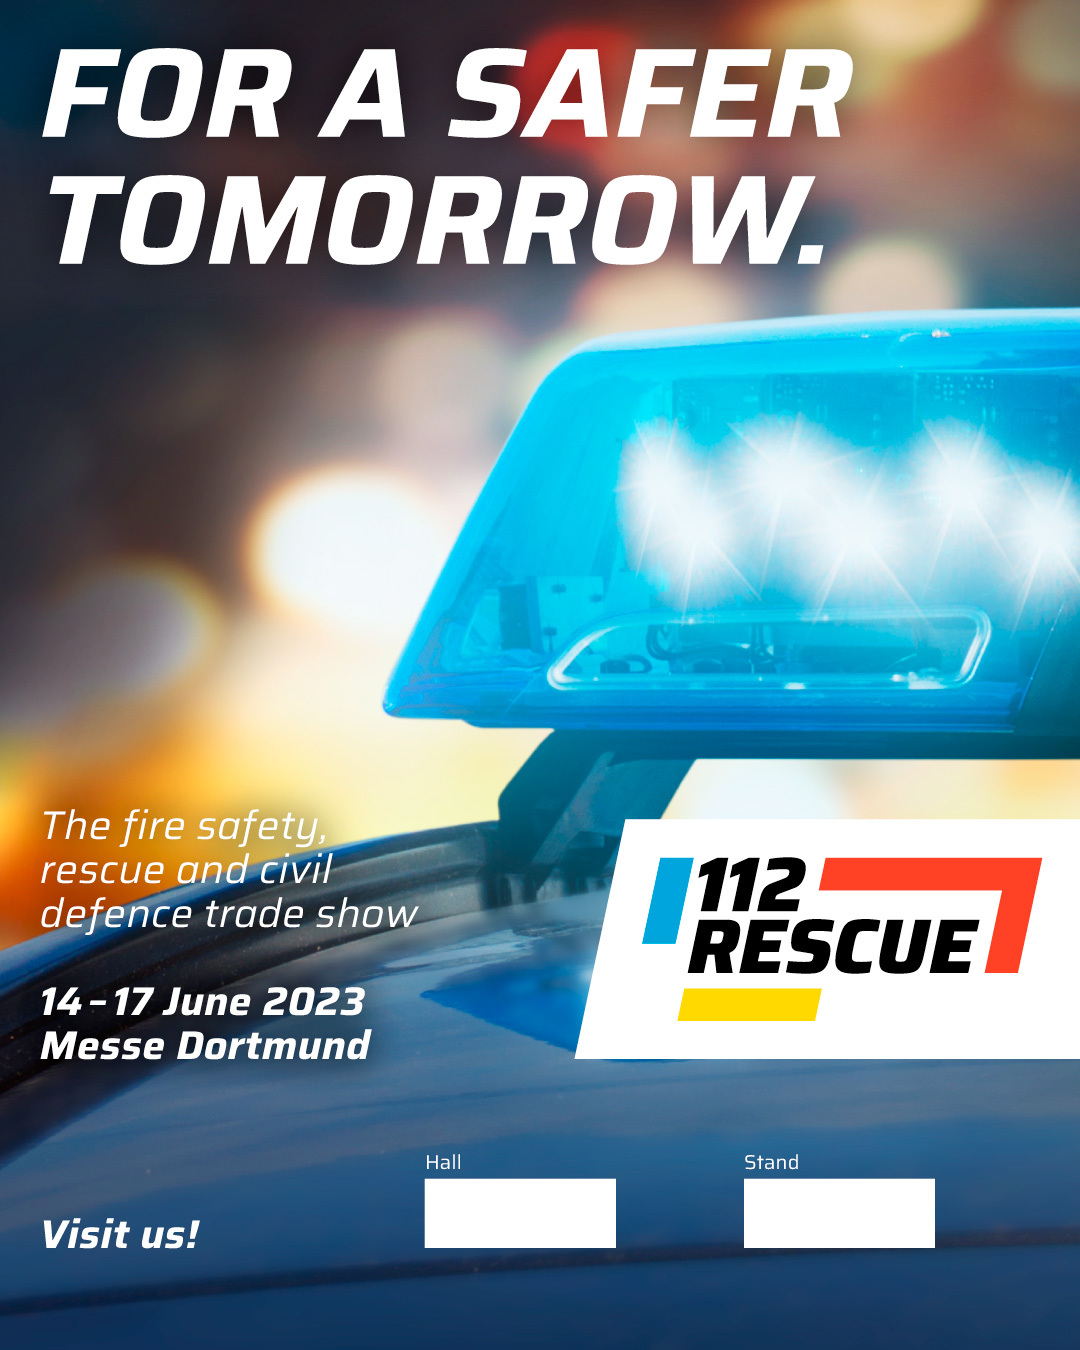 FOR A SAFER
TOMORROW.
The fire safety,
rescue and civil
defence trade show
14 – 17 June 2023
Messe Dortmund
112
RESCUE
Hall
Stand
Visit us!